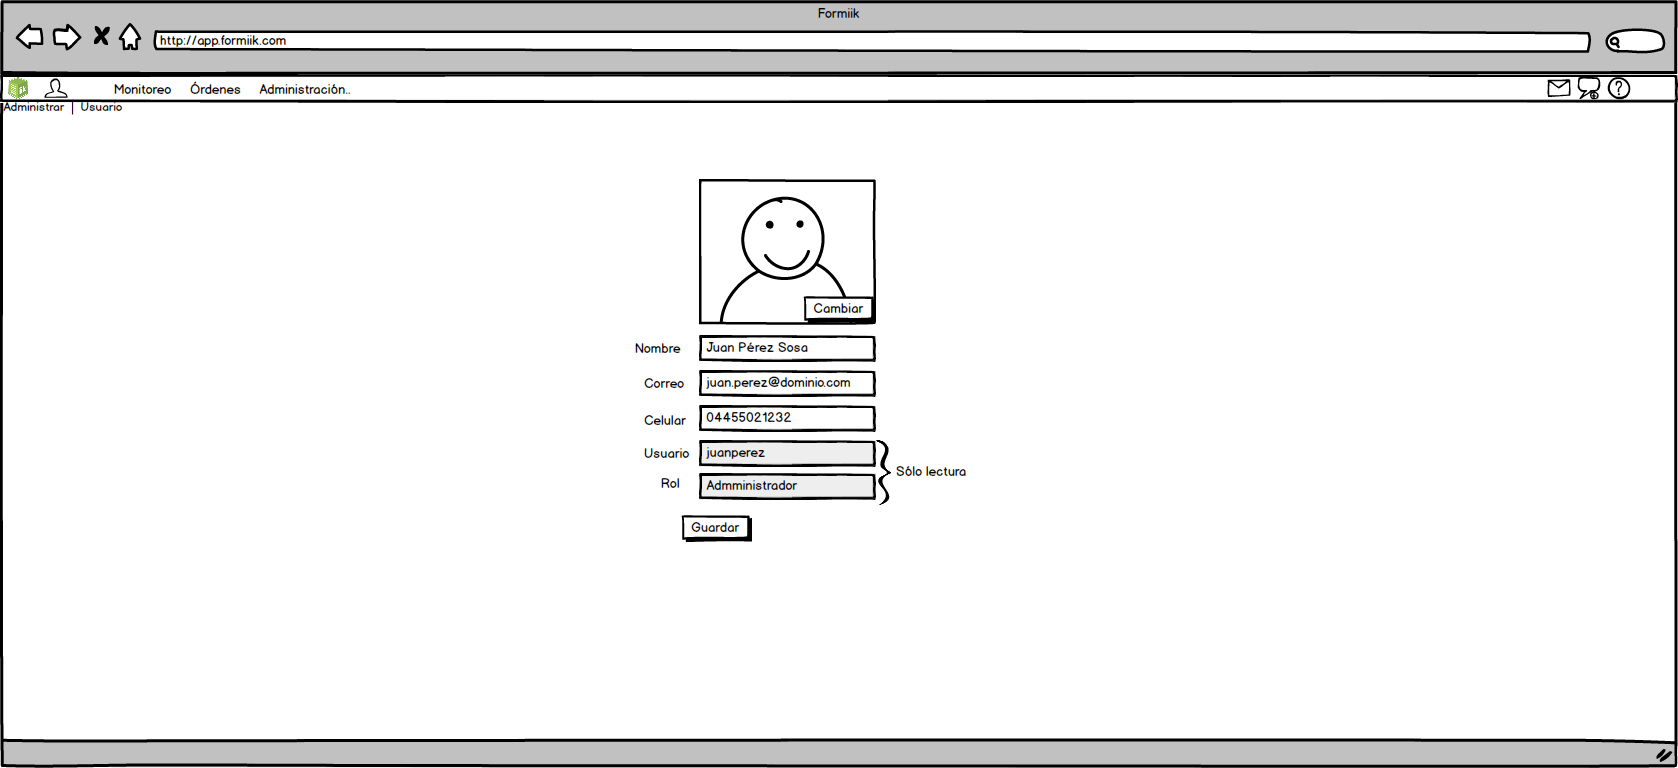 Formiik
http://app.formiik.com
Monitoreo Órdenes Administración..
Administrar | Usuario
Cambiar
Nombre Juan Pérez Sosa
Correo juan.perez@dominio.com
Celular 04455021232
Usuario juanperez
Sólo lectura
Rol Admministrador
Guardar